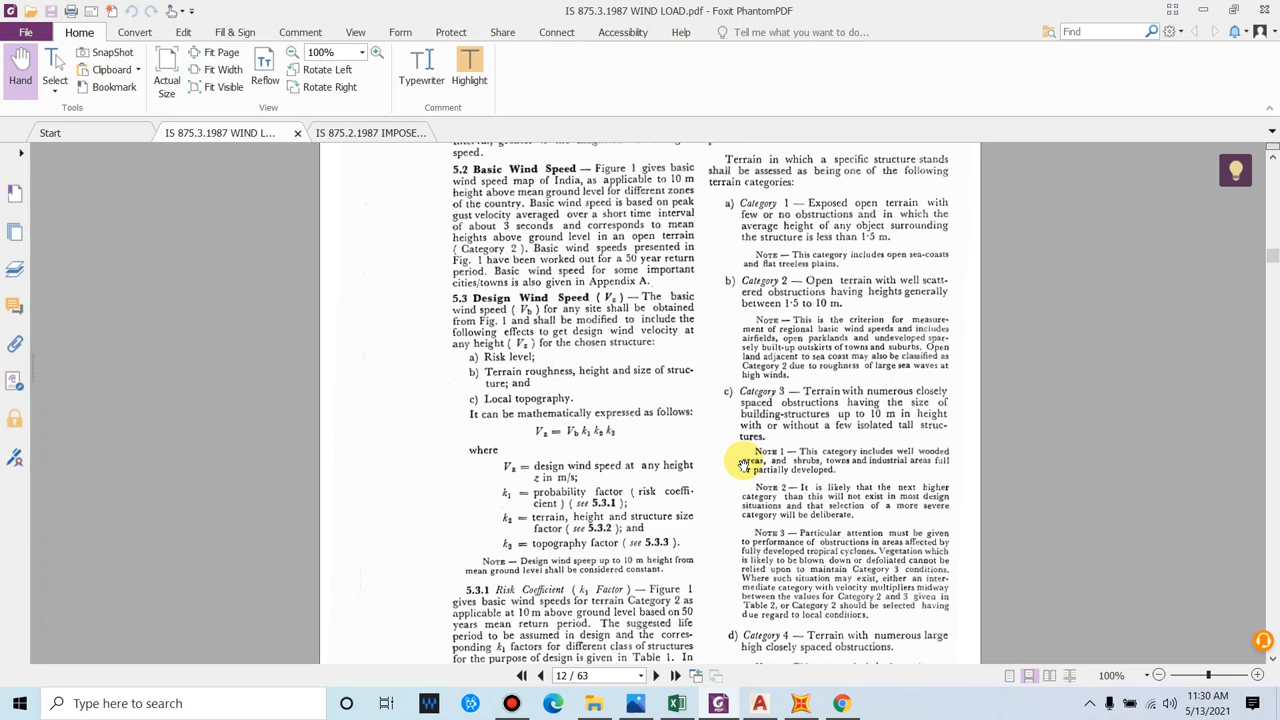 IS 875.3.1987 WIND LOAD.pdf - Foxit PhantomPDF
File Home Convert Edit Fill & Sign Comment View Form Protect Share Connect Accessibility Help Tell me what you want to do... Find
Hand
Select
SnapShot
Clipboard
Bookmark
Tools
Actual Size
Fit Page
Fit Width
Fit Visible
Reflow
100%
Rotate Left
Rotate Right
View
Typewriter
Highlight
Comment
Start
IS 875.3.1987 WIND L...
IS 875.2.1987 IMPOSE...
speed.
5.2 Basic Wind Speed — Figure 1 gives basic
wind speed map of India, as applicable to 10 m
height above mean ground level for different zones
of the country. Basic wind speed is based on peak
gust velocity averaged over a short time interval
of about 3 seconds and corresponds to mean
heights above ground level in an open terrain
( Category 2 ). Basic wind speeds presented in
Fig. 1 have been worked out for a 50 year return
period. Basic wind speed for some important
cities/towns is also given in Appendix A.
5.3 Design Wind Speed ( Vz ) — The basic
wind speed ( Vb ) for any site shall be obtained
from Fig. 1 and shall be modified to include the
following effects to get design wind velocity at
any height ( Vz ) for the chosen structure:
a) Risk level;
b) Terrain roughness, height and size of struc-
ture; and
c) Local topography.
It can be mathematically expressed as follows:
Vz = Vb k1 k2 k3
where
Vz = design wind speed at any height
z in m/s;
k1 = probability factor ( risk coeffi-
cient ) ( see 5.3.1 );
k2 = terrain, height and structure size
factor ( see 5.3.2 ); and
k3 = topography factor ( see 5.3.3 ).
NOTE — Design wind speep up to 10 m height from
mean ground level shall be considered constant.
5.3.1 Risk Coefficient ( k1 Factor ) — Figure 1
gives basic wind speeds for terrain Category 2 as
applicable at 10 m above ground level based on 50
years mean return period. The suggested life
period to be assumed in design and the corres-
ponding k1 factors for different class of structures
for the purpose of design is given in Table 1. In
Terrain in which a specific structure stands
shall be assessed as being one of the following
terrain categories:
a) Category 1 — Exposed open terrain with
few or no obstructions and in which the
average height of any object surrounding
the structure is less than 1·5 m.
NOTE — This category includes open sea-coasts
and flat treeless plains.
b) Category 2 — Open terrain with well scatt-
ered obstructions having heights generally
between 1·5 to 10 m.
NOTE — This is the criterion for measure-
ment of regional basic wind speeds and includes
airfields, open parklands and undeveloped spar-
sely built-up outskirts of towns and suburbs. Open
land adjacent to sea coast may also be classified as
Category 2 due to roughness of large sea waves at
high winds.
c) Category 3 — Terrain with numerous closely
spaced obstructions having the size of
building-structures up to 10 m in height
with or without a few isolated tall struc-
tures.
NOTE 1 — This category includes well wooded
areas, and shrubs, towns and industrial areas full
or partially developed.
NOTE 2 — It is likely that the next higher
category than this will not exist in most design
situations and that selection of a more severe
category will be deliberate.
NOTE 3 — Particular attention must be given
to performance of obstructions in areas affected by
fully developed tropical cyclones. Vegetation which
is likely to be blown down or defoliated cannot be
relied upon to maintain Category 3 conditions.
Where such situation may exist, either an inter-
mediate category with velocity multipliers midway
between the values for Category 2 and 3 given in
Table 2, or Category 2 should be selected having
due regard to local conditiors.
d) Category 4 — Terrain with numerous large
high closely spaced obstructions.
12 / 63
100%
Type here to search
11:30 AM
5/13/2021